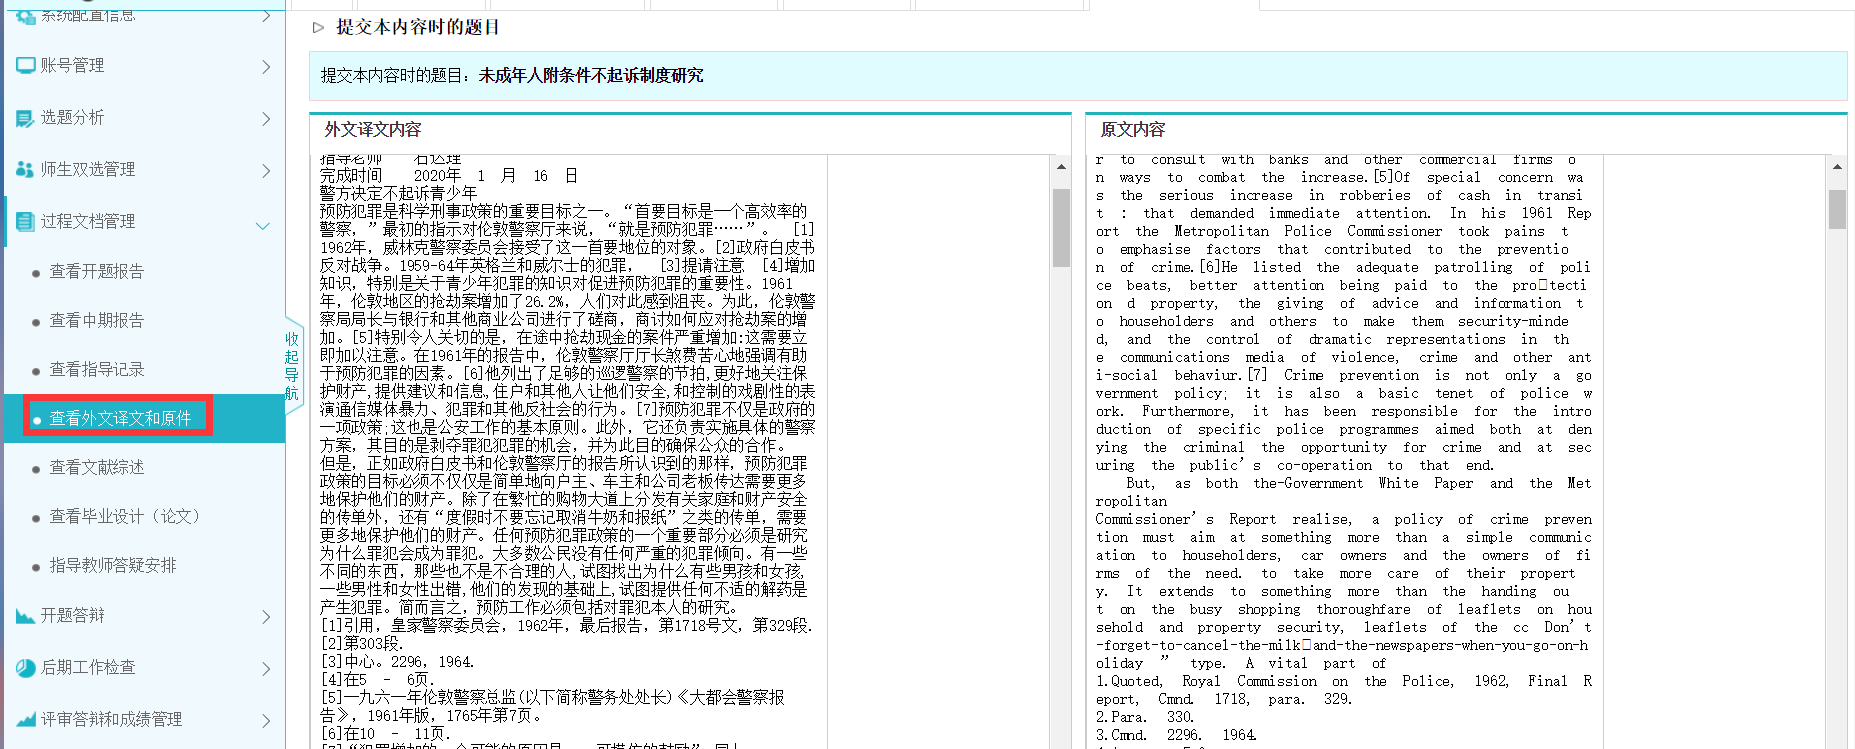 系统配置信息
账号管理
选题分析
师生双选管理
过程文档管理
查看开题报告
查看中期报告
查看指导记录
查看外文译文和原件
查看文献综述
查看毕业设计（论文）
指导教师答疑安排
开题答辩
后期工作检查
评审答辩和成绩管理
收起导航
提交本内容时的题目
提交本内容时的题目：未成年人附条件不起诉制度研究
外文译文内容
指导老师 石达理
完成时间 2020年 1 月 16 日
警方决定不起诉青少年
预防犯罪是科学刑事政策的重要目标之一。“首要目标是一个高效率的
警察，”最初的指示对伦敦警察厅来说，“就是预防犯罪……”。 [1]
1962年，威林克警察委员会接受了这一首要地位的对象。[2]政府白皮书
反对战争。1959-64年英格兰和威尔士的犯罪， [3]提请注意 [4]增加
知识，特别是关于青少年犯罪的知识对促进预防犯罪的重要性。1961
年，伦敦地区的抢劫案增加了26.2%，人们对此感到沮丧。为此，伦敦警
察局局长与银行和其他商业公司进行了磋商，商讨如何应对抢劫案的增
加。[5]特别令人关切的是，在途中抢劫现金的案件严重增加:这需要立
即加以注意。在1961年的报告中，伦敦警察厅厅长煞费苦心地强调有助
于预防犯罪的因素。[6]他列出了足够的巡逻警察的节拍,更好地关注保
护财产,提供建议和信息,住户和其他人让他们安全,和控制的戏剧性的表
演通信媒体暴力、犯罪和其他反社会的行为。[7]预防犯罪不仅是政府的
一项政策;这也是公安工作的基本原则。此外，它还负责实施具体的警察
方案，其目的是剥夺罪犯犯罪的机会，并为此目的确保公众的合作。
但是，正如政府白皮书和伦敦警察厅的报告所认识到的那样，预防犯罪
政策的目标必须不仅仅是简单地向户主、车主和公司老板传达需要更多
地保护他们的财产。除了在繁忙的购物大道上分发有关家庭和财产安全
的传单外，还有“度假时不要忘记取消牛奶和报纸”之类的传单，需要
更多地保护他们的财产。任何预防犯罪政策的一个重要部分必须是研究
为什么罪犯会成为罪犯。大多数公民没有任何严重的犯罪倾向。有一些
不同的东西，那些也不是不合理的人,试图找出为什么有些男孩和女孩,
一些男性和女性出错,他们的发现的基础上,试图提供任何不适的解药是
产生犯罪。简而言之，预防工作必须包括对罪犯本人的研究。
[1]引用，皇家警察委员会，1962年，最后报告，第1718号文，第329段.
[2]第303段.
[3]中心。2296，1964.
[4]在5 - 6页.
[5]一九六一年伦敦警察总监(以下简称警务处处长)《大都会警察报
告》，1961年版，1765年第7页。
[6]在10 - 11页.
原文内容
r to consult with banks and other commercial firms o
n ways to combat the increase.[5]Of special concern wa
s the serious increase in robberies of cash in transi
t : that demanded immediate attention. In his 1961 Rep
ort the Metropolitan Police Commissioner took pains t
o emphasise factors that contributed to the preventio
n of crime.[6]He listed the adequate patrolling of poli
ce beats, better attention being paid to the pro□tecti
on d property, the giving of advice and information t
o householders and others to make them security-minde
d, and the control of dramatic representations in th
e communications media of violence, crime and other ant
i-social behaviur.[7] Crime prevention is not only a go
vernment policy; it is also a basic tenet of police w
ork. Furthermore, it has been responsible for the intro
duction of specific police programmes aimed both at den
ying the criminal the opportunity for crime and at sec
uring the public’s co-operation to that end.
But, as both the-Government White Paper and the Met
ropolitan
Commissioner’s Report realise, a policy of crime preven
tion must aim at something more than a simple communic
ation to householders, car owners and the owners of fi
rms of the need. to take more care of their propert
y. It extends to something more than the handing ou
t on the busy shopping thoroughfare of leaflets on hou
sehold and property security, leaflets of the cc Don’t
-forget-to-cancel-the-milk□and-the-newspapers-when-you-go-on-h
oliday ” type. A vital part of
1.Quoted, Royal Commission on the Police, 1962, Final R
eport, Cmnd. 1718, para. 329.
2.Para. 330.
3.Cmnd. 2296. 1964.